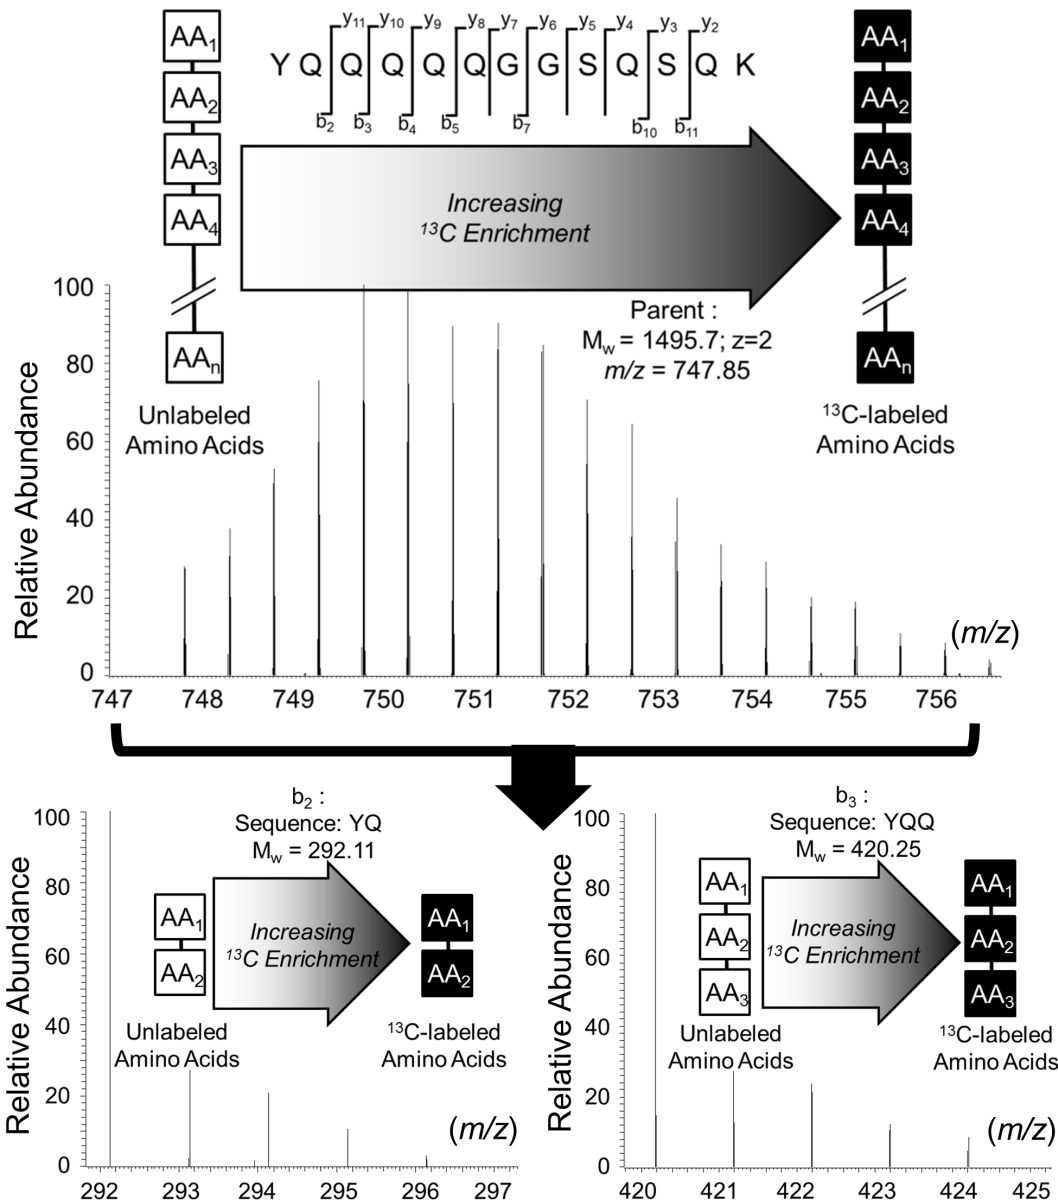 y11 y10 y9 y8 y7 y6 y5 y4 y3 y2
Y Q Q Q Q Q G G S Q S Q K
b2 b3 b4 b5 b7 b10 b11
AA1
AA2
AA3
AA4
AAn
Unlabeled
Amino Acids
Increasing
13C Enrichment
AA1
AA2
AA3
AA4
AAn
13C-labeled
Amino Acids
Parent :
Mw = 1495.7; z=2
m/z = 747.85
Relative Abundance
100
80
60
40
20
0
747 748 749 750 751 752 753 754 755 756
(m/z)
b2 :
Sequence: YQ
Mw = 292.11
AA1
AA2
Increasing
13C Enrichment
AA1
AA2
Unlabeled
Amino Acids
13C-labeled
Amino Acids
Relative Abundance
100
80
60
40
20
0
292 293 294 295 296 297
(m/z)
b3 :
Sequence: YQQ
Mw = 420.25
AA1
AA2
AA3
Increasing
13C Enrichment
AA1
AA2
AA3
Unlabeled
Amino Acids
13C-labeled
Amino Acids
Relative Abundance
100
80
60
40
20
0
420 421 422 423 424 425
(m/z)